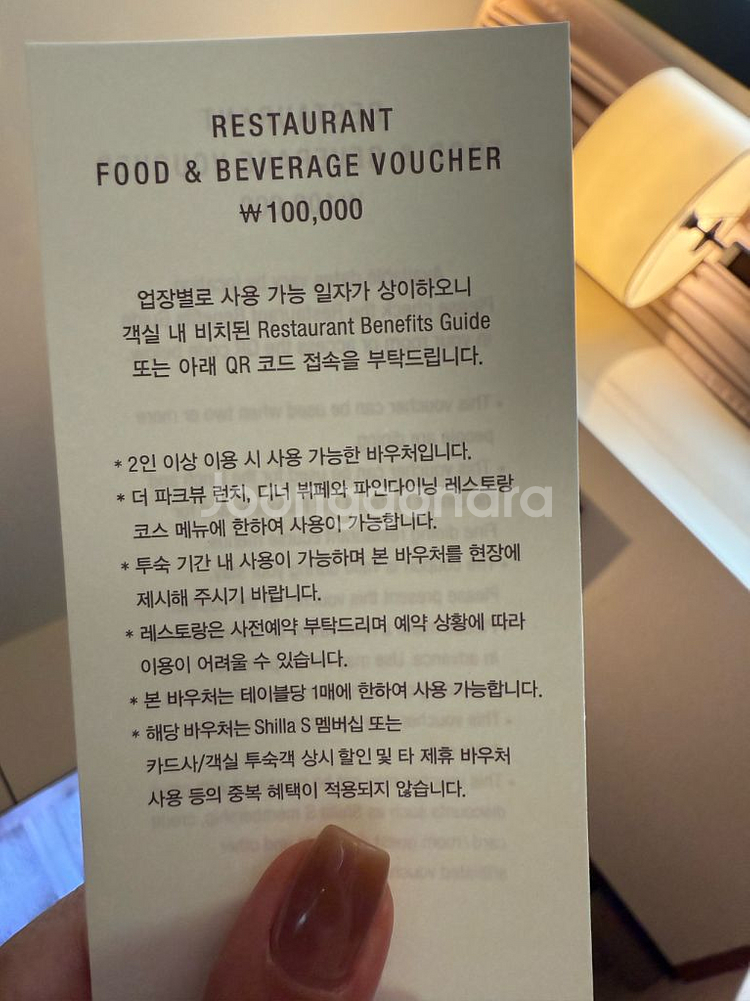 RESTAURANT
FOOD & BEVERAGE VOUCHER
₩100,000
업장별로 사용 가능 일자가 상이하오니
객실 내 비치된 Restaurant Benefits Guide
또는 아래 QR 코드 접속을 부탁드립니다.
* 2인 이상 이용 시 사용 가능한 바우처입니다.
* 더 파크뷰 런치, 디너 뷔페와 파인다이닝 레스토랑
코스 메뉴에 한하여 사용이 가능합니다.
Joonggonara
* 투숙 기간 내 사용이 가능하며 본 바우처를 현장에
제시해 주시기 바랍니다.
* 레스토랑은 사전예약 부탁드리며 예약 상황에 따라
이용이 어려울 수 있습니다.
* 본 바우처는 테이블당 1매에 한하여 사용 가능합니다.
* 해당 바우처는 Shilla S 멤버십 또는
카드사/객실 투숙객 상시 할인 및 타 제휴 바우처
사용 등의 중복 혜택이 적용되지 않습니다.